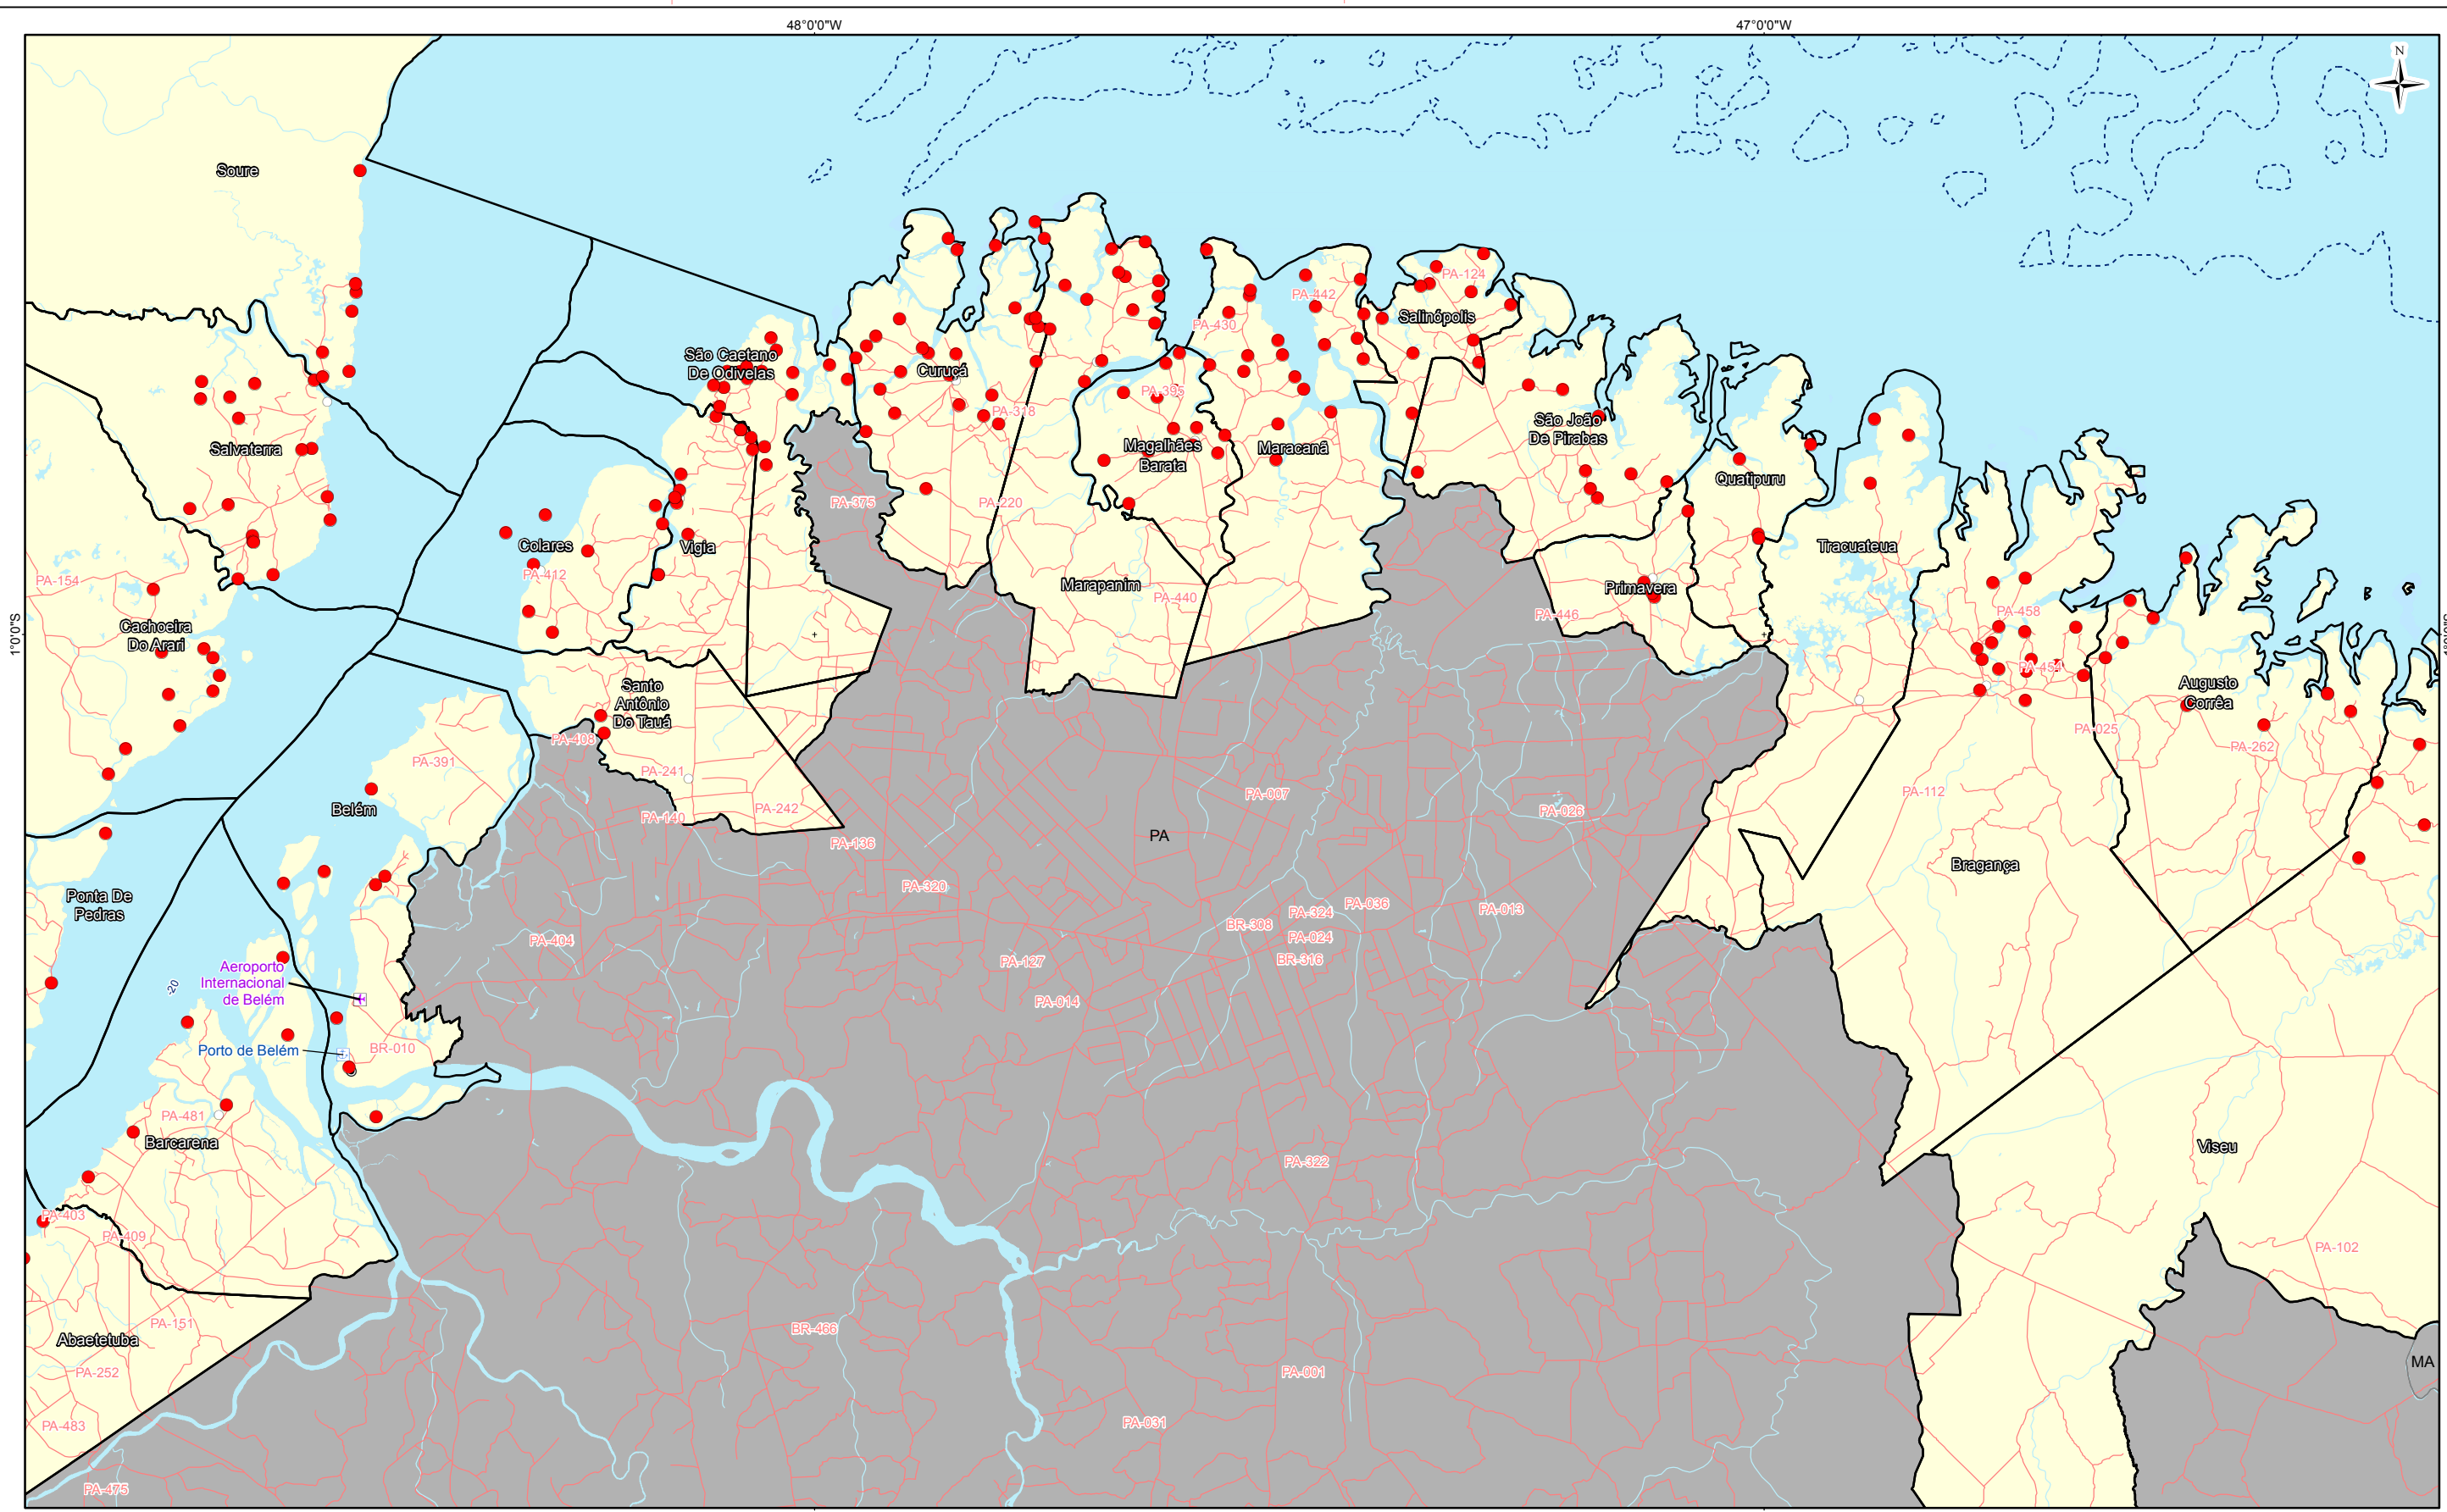 48°0'0"W
47°0'0"W
N
Soure
PA-124
PA-442
Salinópolis
PA-430
São Caetano
De Odivelas
Curuçá
PA-395
PA-318
São João
De Pirabas
Salvaterra
Magalhães
Barata
Maracanã
Quatipuru
PA-375
PA-220
Colares
Vigia
Tracuateua
PA-154
PA-412
Marapanim
Primavera
PA-440
PA-446
PA-458
1°0'0"S
Cachoeira
Do Arari
PA-454
Santo
Antônio
Do Tauá
Augusto
Corrêa
PA-025
PA-408
PA-262
PA-391
PA-241
PA-007
PA-112
Belém
PA-242
PA-026
PA-140
PA
PA-136
Bragança
PA-320
Ponta De
Pedras
PA-036
PA-324
PA-013
BR-308
PA-404
PA-024
BR-316
PA-127
Aeroporto
Internacional
de Belém
-20
PA-014
Porto de Belém
BR-010
PA-481
Barcarena
Viseu
PA-322
PA-403
PA-409
PA-102
PA-151
BR-466
Abaetetuba
MA
PA-252
PA-001
PA-483
PA-031
PA-475